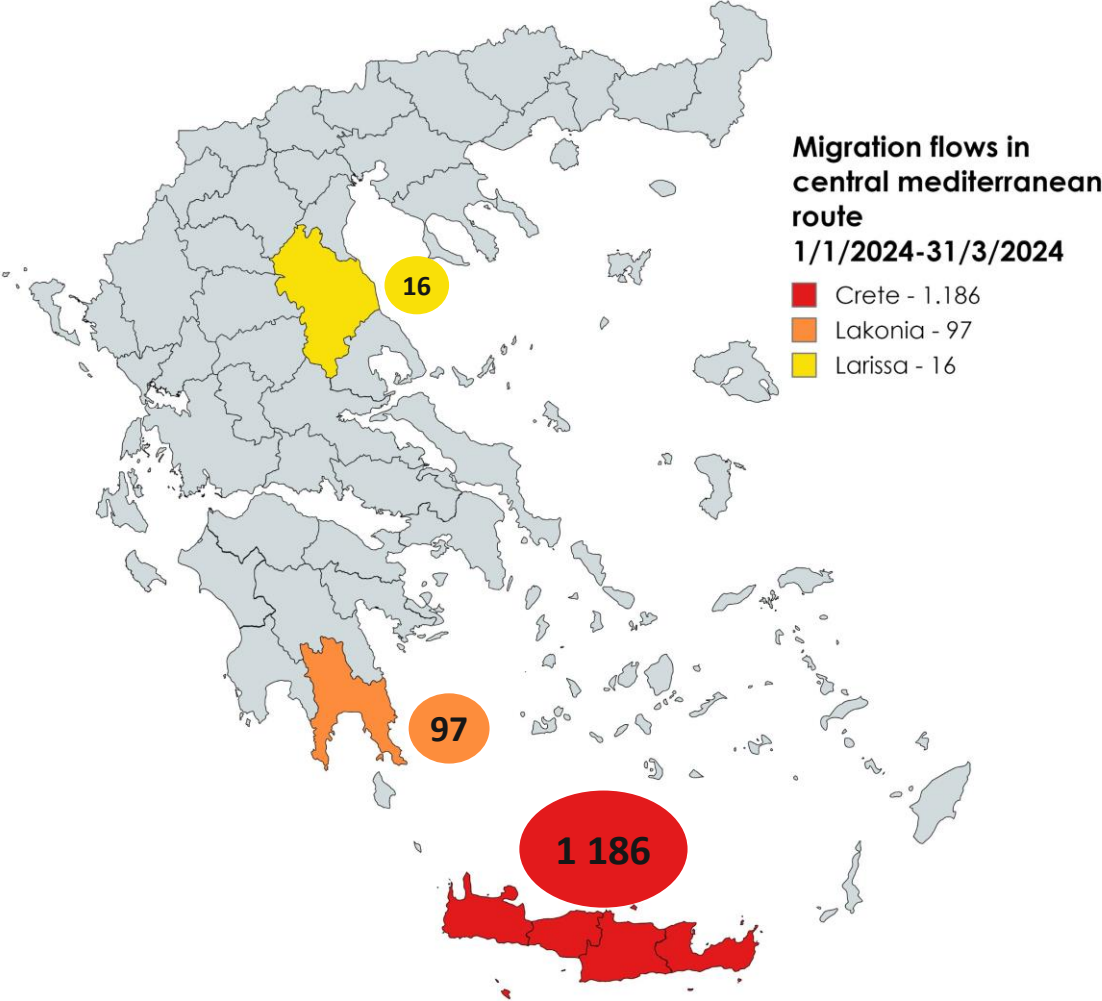 Migration flows in
central mediterranean
route
1/1/2024-31/3/2024
Crete - 1.186
Lakonia - 97
Larissa - 16
16
97
1 186